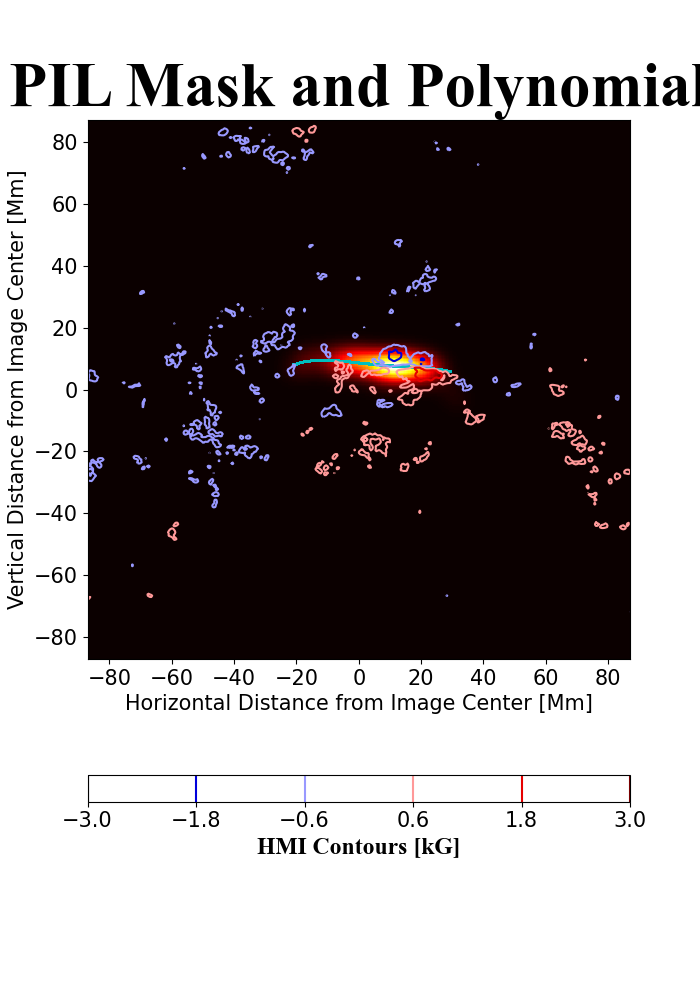 PIL Mask and Polynomial
80
60
40
20
0
−20
−40
−60
−80
Vertical Distance from Image Center [Mm]
−80 −60 −40 −20 0 20 40 60 80
Horizontal Distance from Image Center [Mm]
−3.0 −1.8 −0.6 0.6 1.8 3.0
HMI Contours [kG]